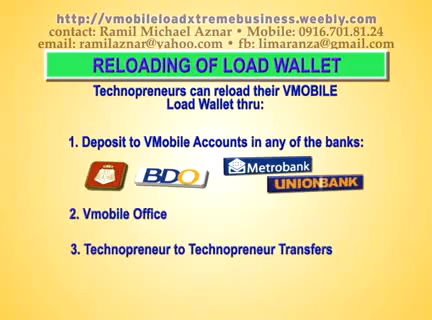 http://vmobileloadxtremebusiness.weebly.com
contact: Ramil Michael Aznar • Mobile: 0916.701.81.24
email: ramilaznar@yahoo.com • fb: limaranza@gmail.com
RELOADING OF LOAD WALLET
Technopreneurs can reload their VMOBILE
Load Wallet thru:
1. Deposit to VMobile Accounts in any of the banks:
BDO
Metrobank
UNIONBANK
2. Vmobile Office
3. Technopreneur to Technopreneur Transfers